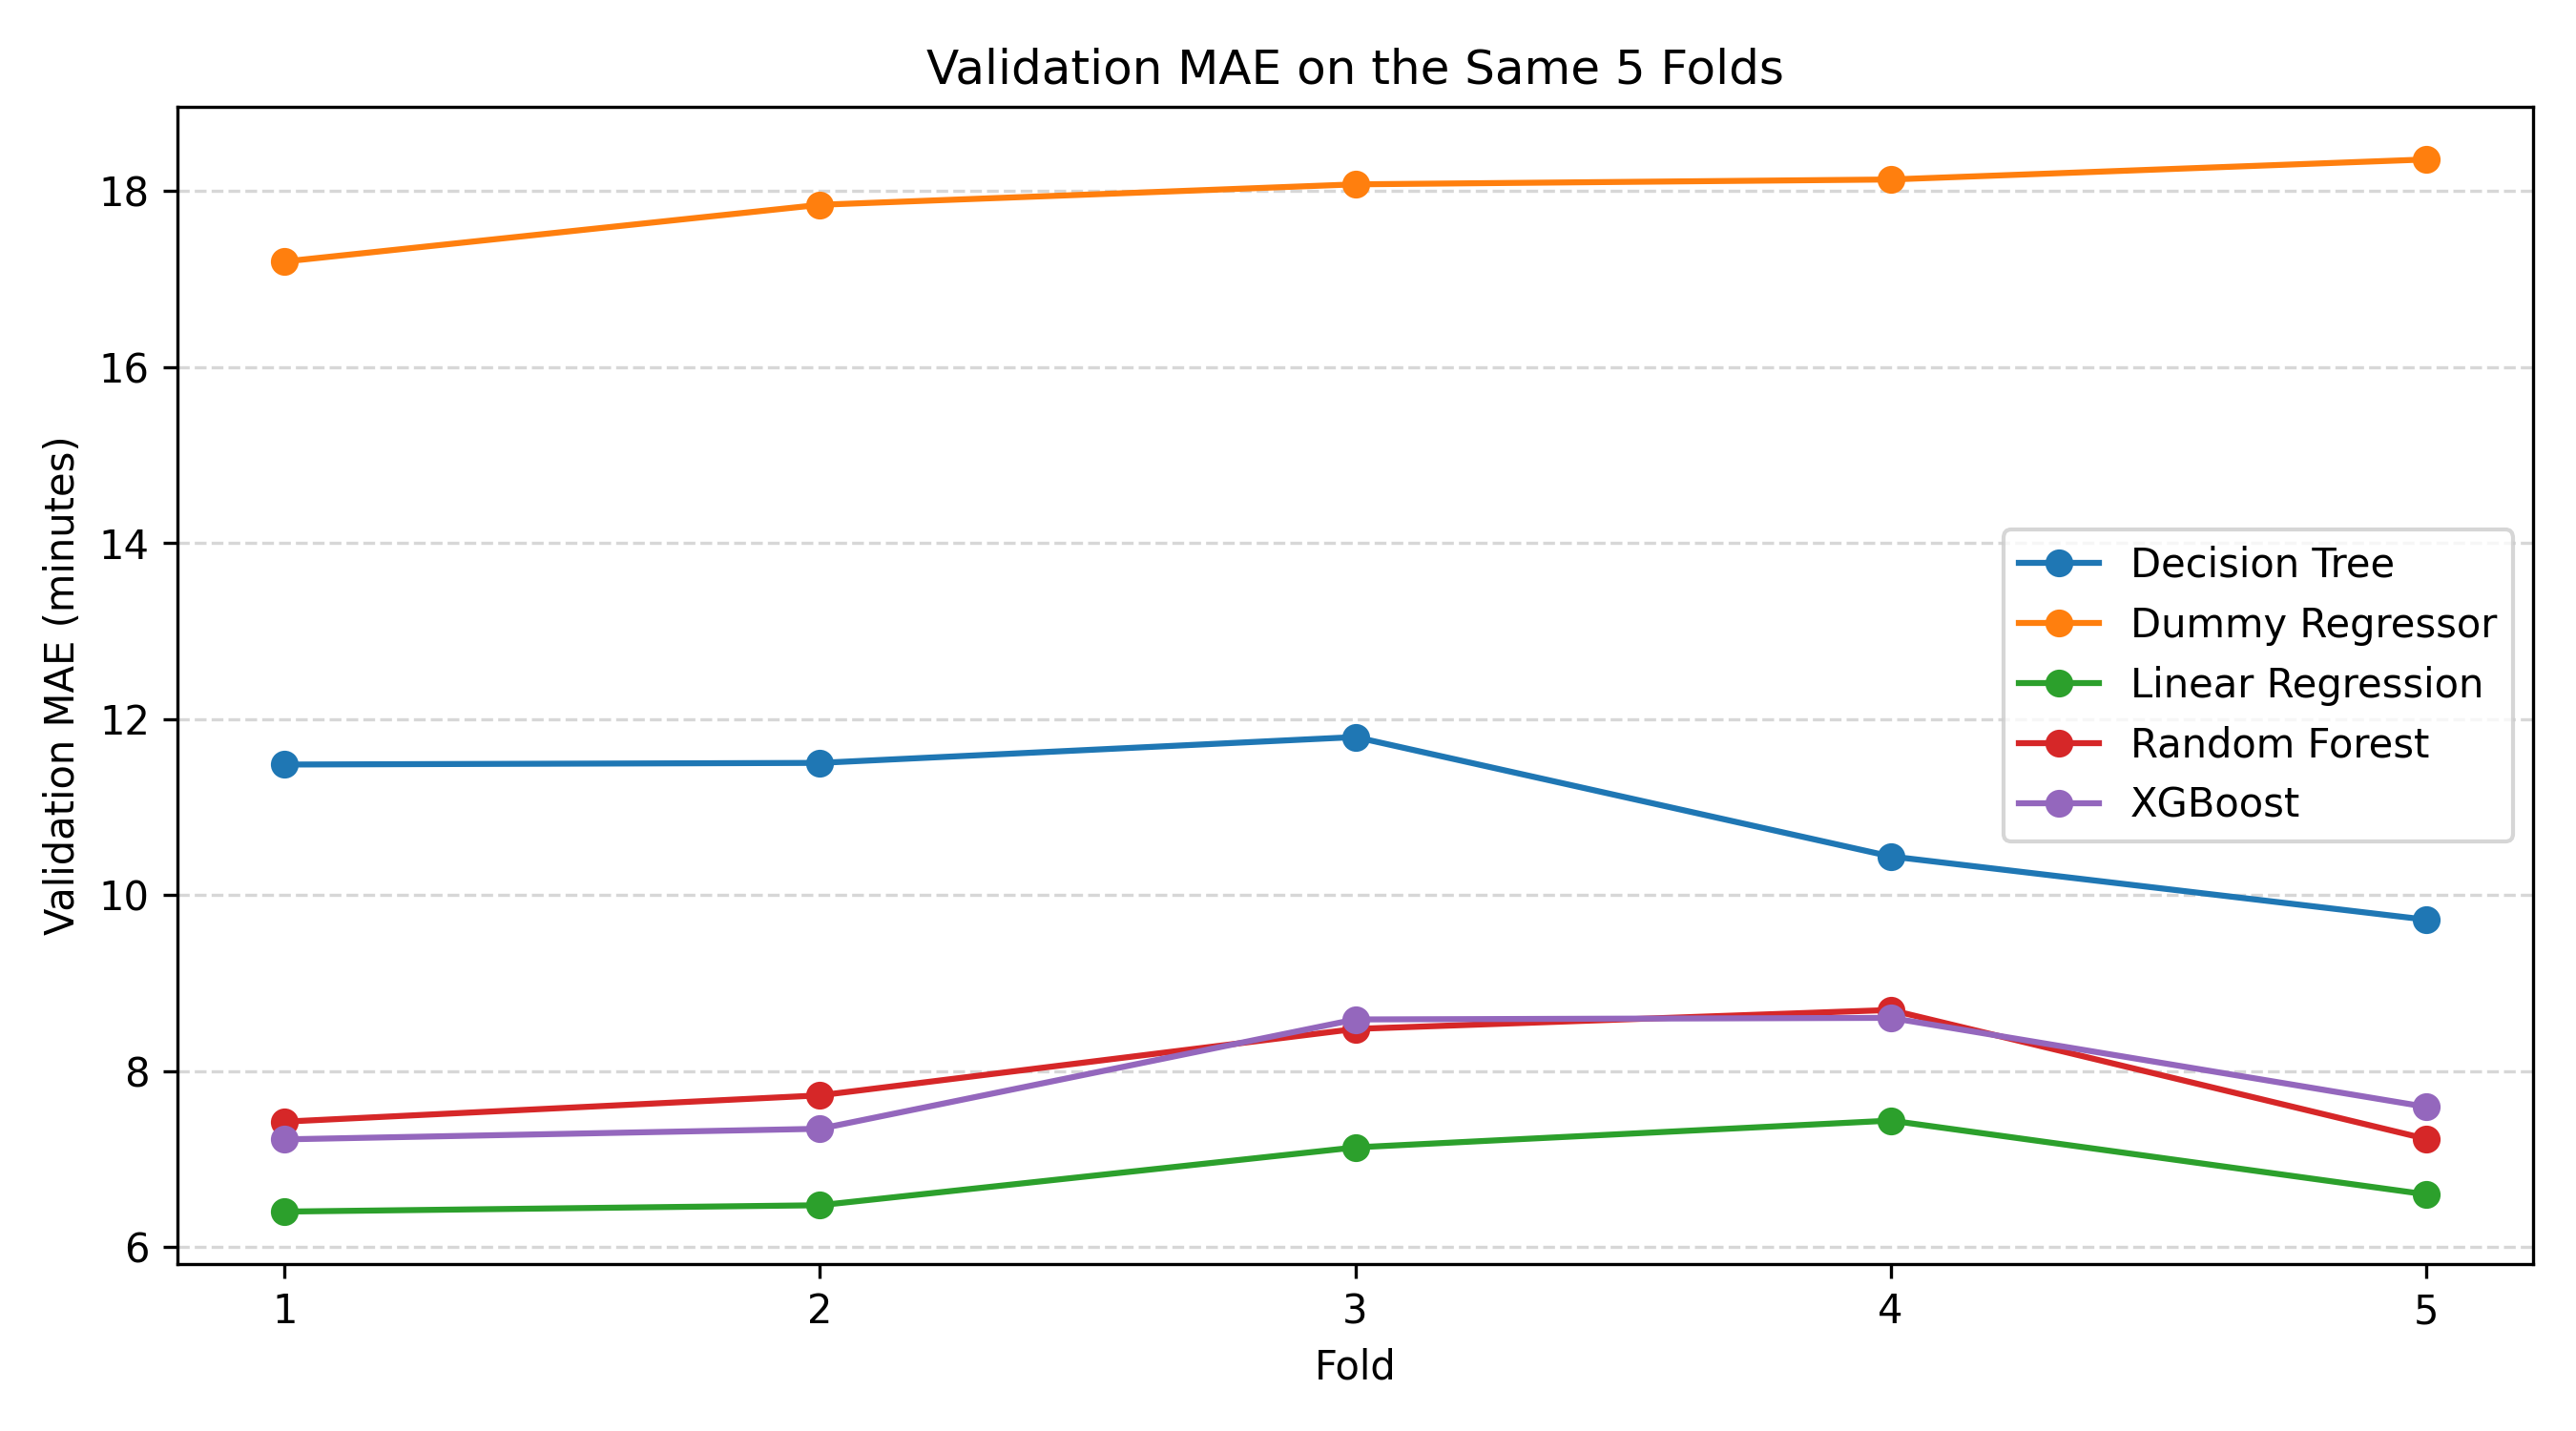 Validation MAE on the Same 5 Folds
Validation MAE (minutes)
18
16
14
12
10
8
6
Decision Tree
Dummy Regressor
Linear Regression
Random Forest
XGBoost
1 2 3 4 5
Fold